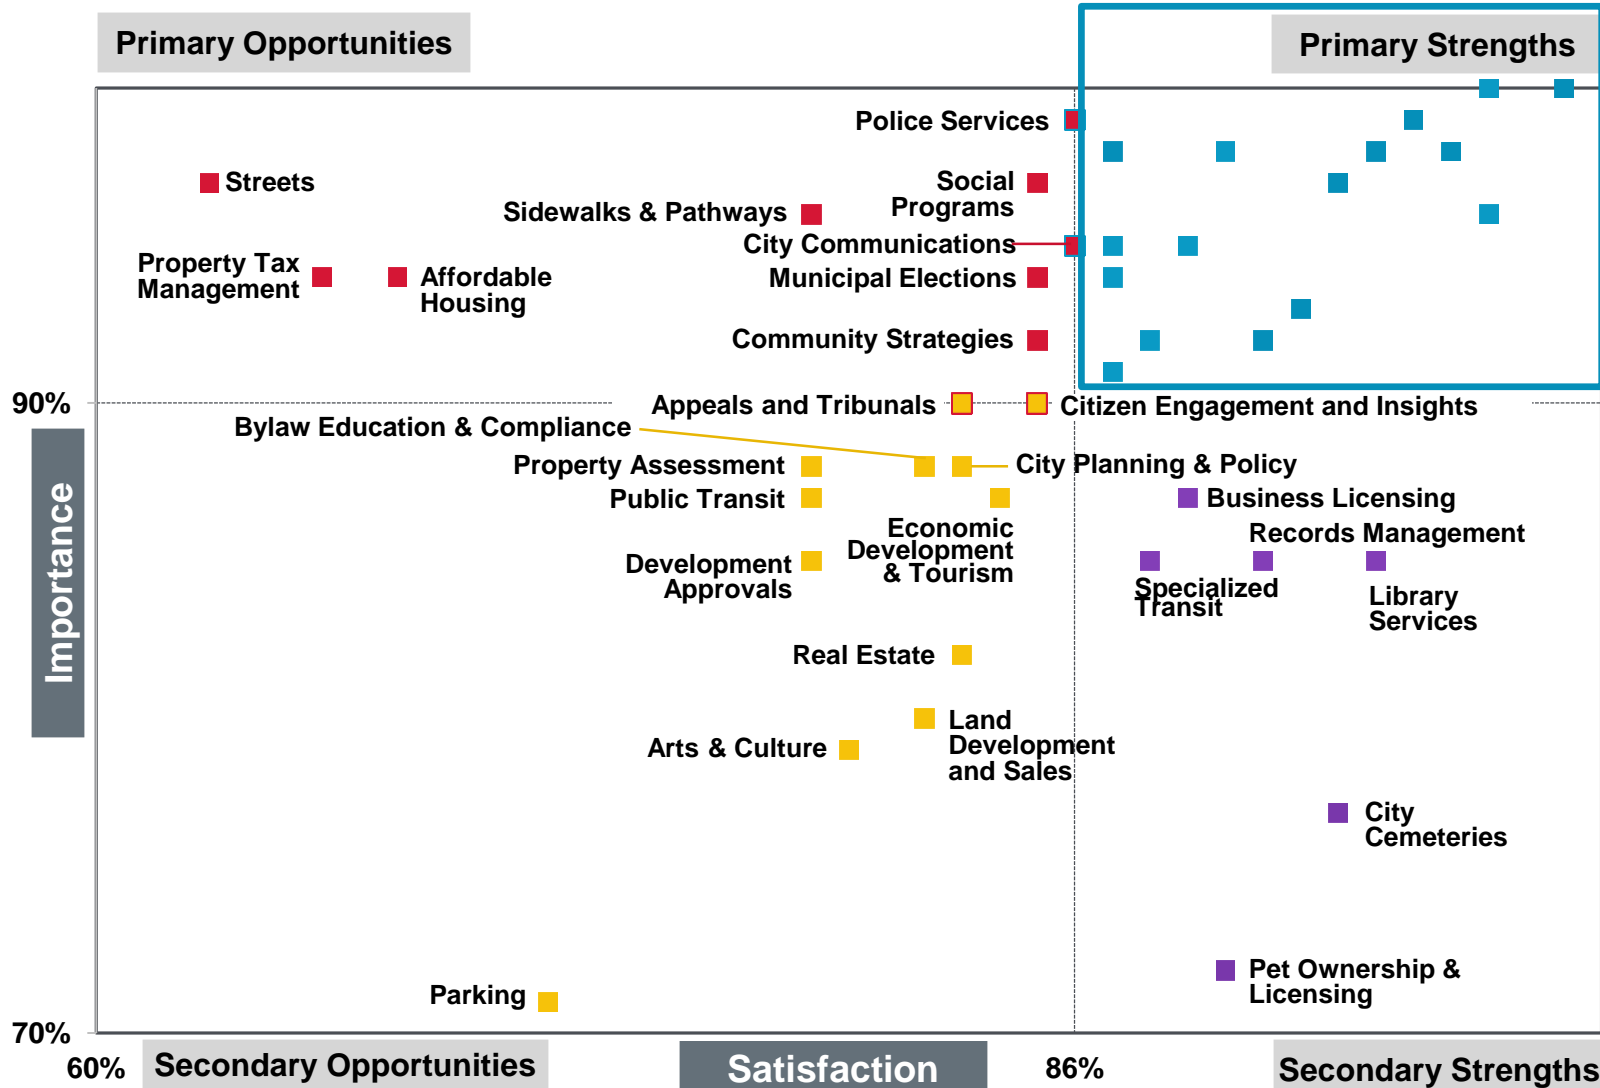 Primary Opportunities
Primary Strengths
Police Services
Streets
Social
Programs
Sidewalks & Pathways
City Communications
Property Tax
Management
Affordable
Housing
Municipal Elections
Community Strategies
90%
Appeals and Tribunals
Citizen Engagement and Insights
Bylaw Education & Compliance
Property Assessment
City Planning & Policy
Public Transit
Business Licensing
Economic
Development
& Tourism
Records Management
Development
Approvals
Specialized
Transit
Library
Services
Importance
Real Estate
Land
Development
and Sales
Arts & Culture
City
Cemeteries
Pet Ownership &
Licensing
Parking
70%
60%
Secondary Opportunities
Satisfaction
86%
Secondary Strengths